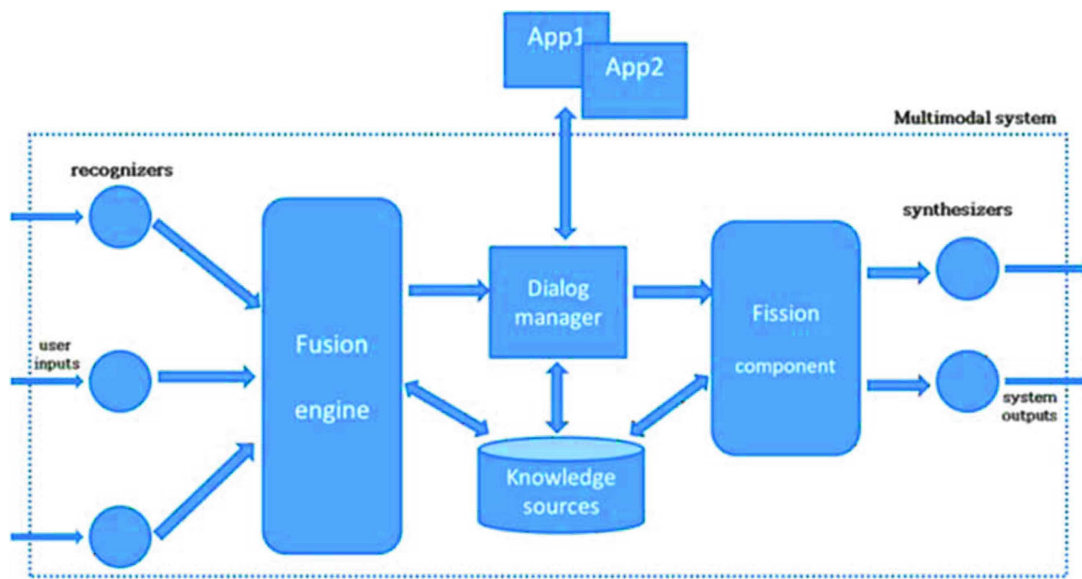 App1
App2
Multimodal system
recognizers
synthesizers
user
inputs
Fusion
engine
Dialog
manager
Fission
component
system
outputs
Knowledge
sources